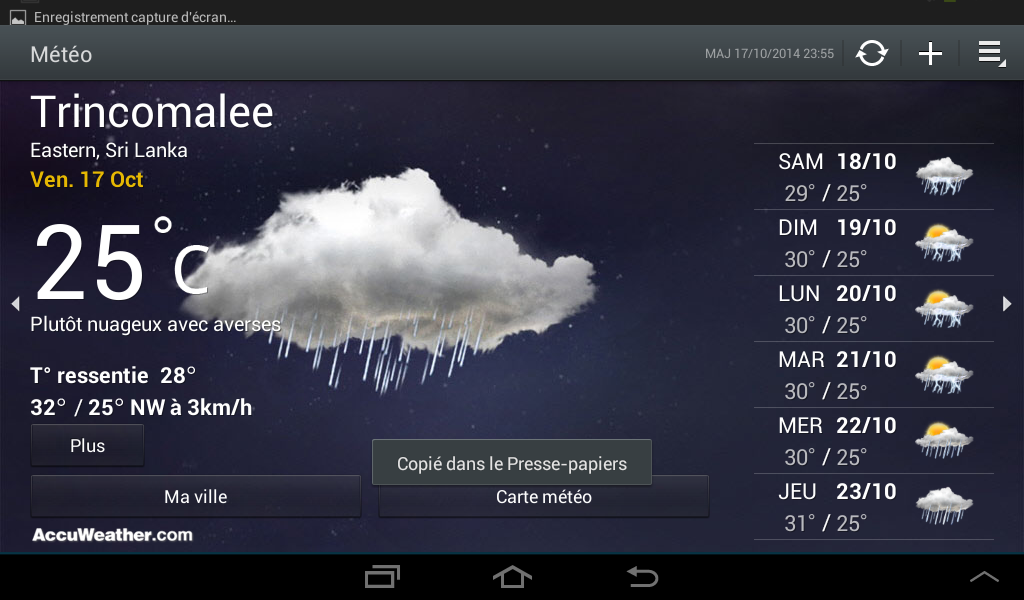 Enregistrement capture d'écran...
Météo
MAJ 17/10/2014 23:55
Trincomalee
Eastern, Sri Lanka
Ven. 17 Oct
25°C
Plutôt nuageux avec averses
T° ressentie 28°
32° / 25° NW à 3km/h
Plus
Ma ville
Copié dans le Presse-papiers
Carte météo
AccuWeather.com
SAM 18/10
29° / 25°
DIM 19/10
30° / 25°
LUN 20/10
30° / 25°
MAR 21/10
30° / 25°
MER 22/10
30° / 25°
JEU 23/10
31° / 25°